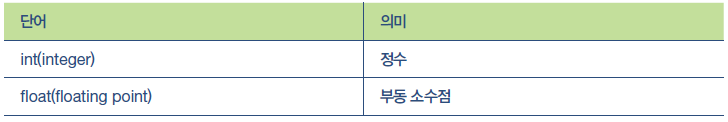 단어 의미
int(integer) 정수
float(floating point) 부동 소수점